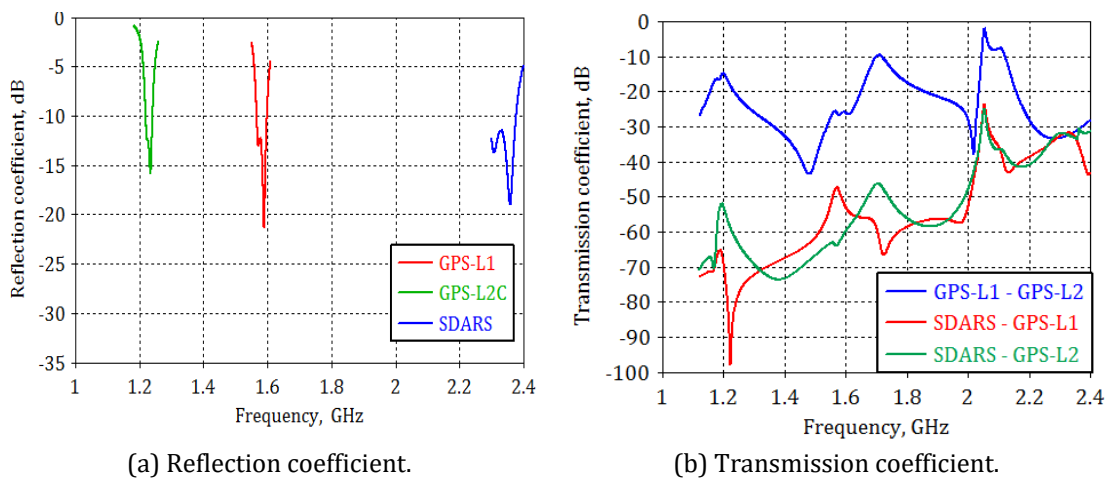 Reflection coefficient, dB
0
-5
-10
-15
-20
-25
-30
-35
1
1.2
1.4
1.6
1.8
2
2.2
2.4
Frequency, GHz
GPS-L1
GPS-L2C
SDARS
(a) Reflection coefficient.
Transmission coefficient, dB
0
-10
-20
-30
-40
-50
-60
-70
-80
-90
-100
1
1.2
1.4
1.6
1.8
2
2.2
2.4
Frequency, GHz
GPS-L1 - GPS-L2
SDARS - GPS-L1
SDARS - GPS-L2
(b) Transmission coefficient.